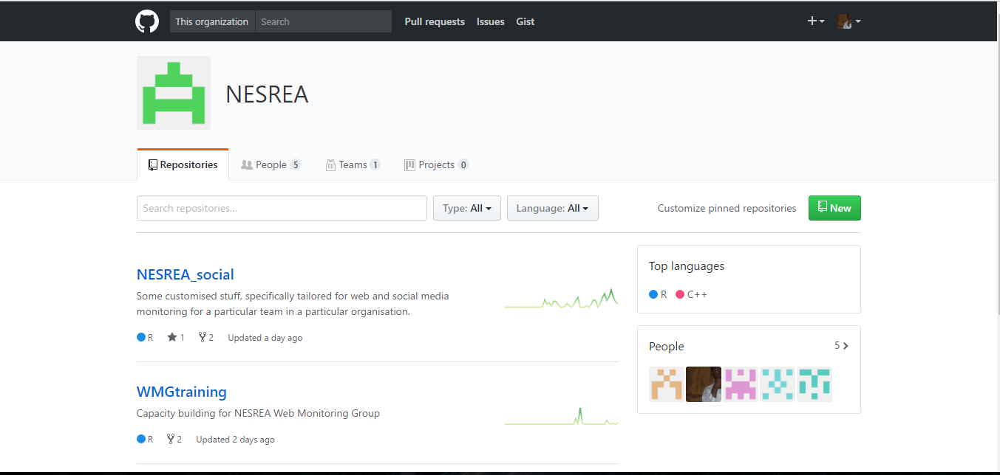 This organization Search Pull requests Issues Gist
NESREA
Repositories People 5 Teams 1 Projects 0
Search repositories... Type: All Language: All Customize pinned repositories New
NESREA_social
Some customised stuff, specifically tailored for web and social media
monitoring for a particular team in a particular organisation.
R 1 2 Updated a day ago
WMGtraining
Capacity building for NESREA Web Monitoring Group
R 2 Updated 2 days ago
Top languages
R C++
People 5